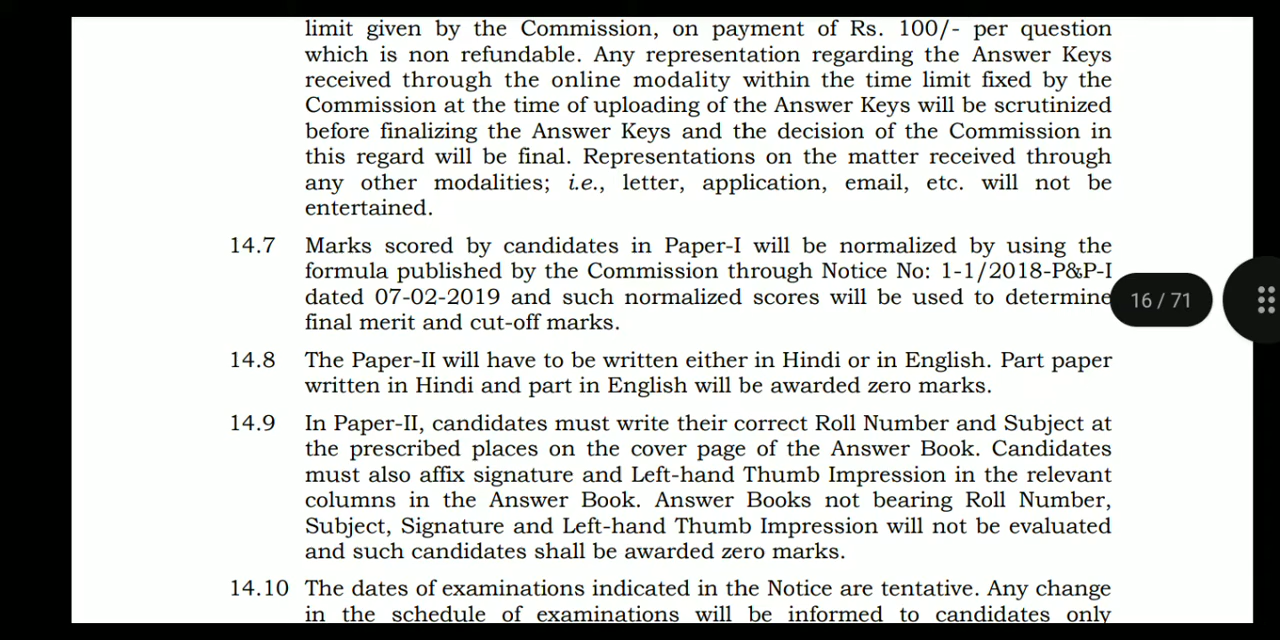 limit given by the Commission, on payment of Rs. 100/- per question
which is non refundable. Any representation regarding the Answer Keys
received through the online modality within the time limit fixed by the
Commission at the time of uploading of the Answer Keys will be scrutinized
before finalizing the Answer Keys and the decision of the Commission in
this regard will be final. Representations on the matter received through
any other modalities; i.e., letter, application, email, etc. will not be
entertained.
14.7 Marks scored by candidates in Paper-I will be normalized by using the
formula published by the Commission through Notice No: 1-1/2018-P&P-I
dated 07-02-2019 and such normalized scores will be used to determine
final merit and cut-off marks.
16 / 71
14.8 The Paper-II will have to be written either in Hindi or in English. Part paper
written in Hindi and part in English will be awarded zero marks.
14.9 In Paper-II, candidates must write their correct Roll Number and Subject at
the prescribed places on the cover page of the Answer Book. Candidates
must also affix signature and Left-hand Thumb Impression in the relevant
columns in the Answer Book. Answer Books not bearing Roll Number,
Subject, Signature and Left-hand Thumb Impression will not be evaluated
and such candidates shall be awarded zero marks.
14.10 The dates of examinations indicated in the Notice are tentative. Any change
in the schedule of examinations will be informed to candidates only